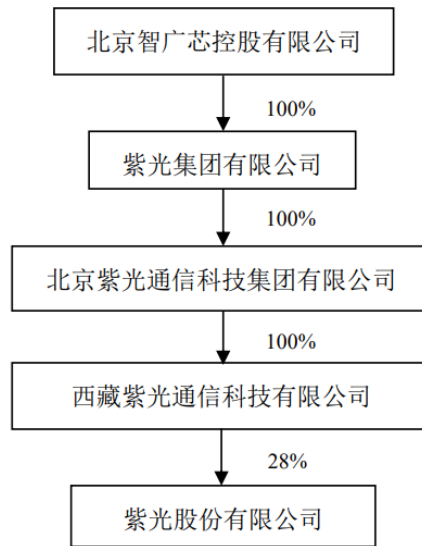 北京智广芯控股有限公司
100%
紫光集团有限公司
100%
北京紫光通信科技集团有限公司
100%
西藏紫光通信科技有限公司
28%
紫光股份有限公司